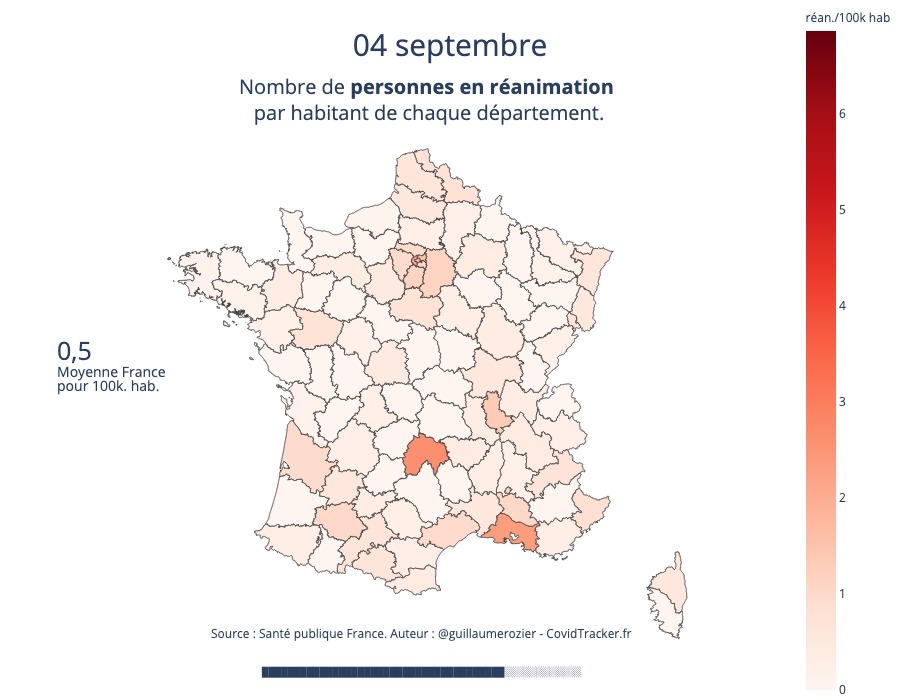 réan./100k hab
04 septembre
Nombre de personnes en réanimation
par habitant de chaque département.
6
5
4
3
2
1
0
0,5
Moyenne France
pour 100k. hab.
Source : Santé publique France. Auteur : @guillaumerozier - CovidTracker.fr